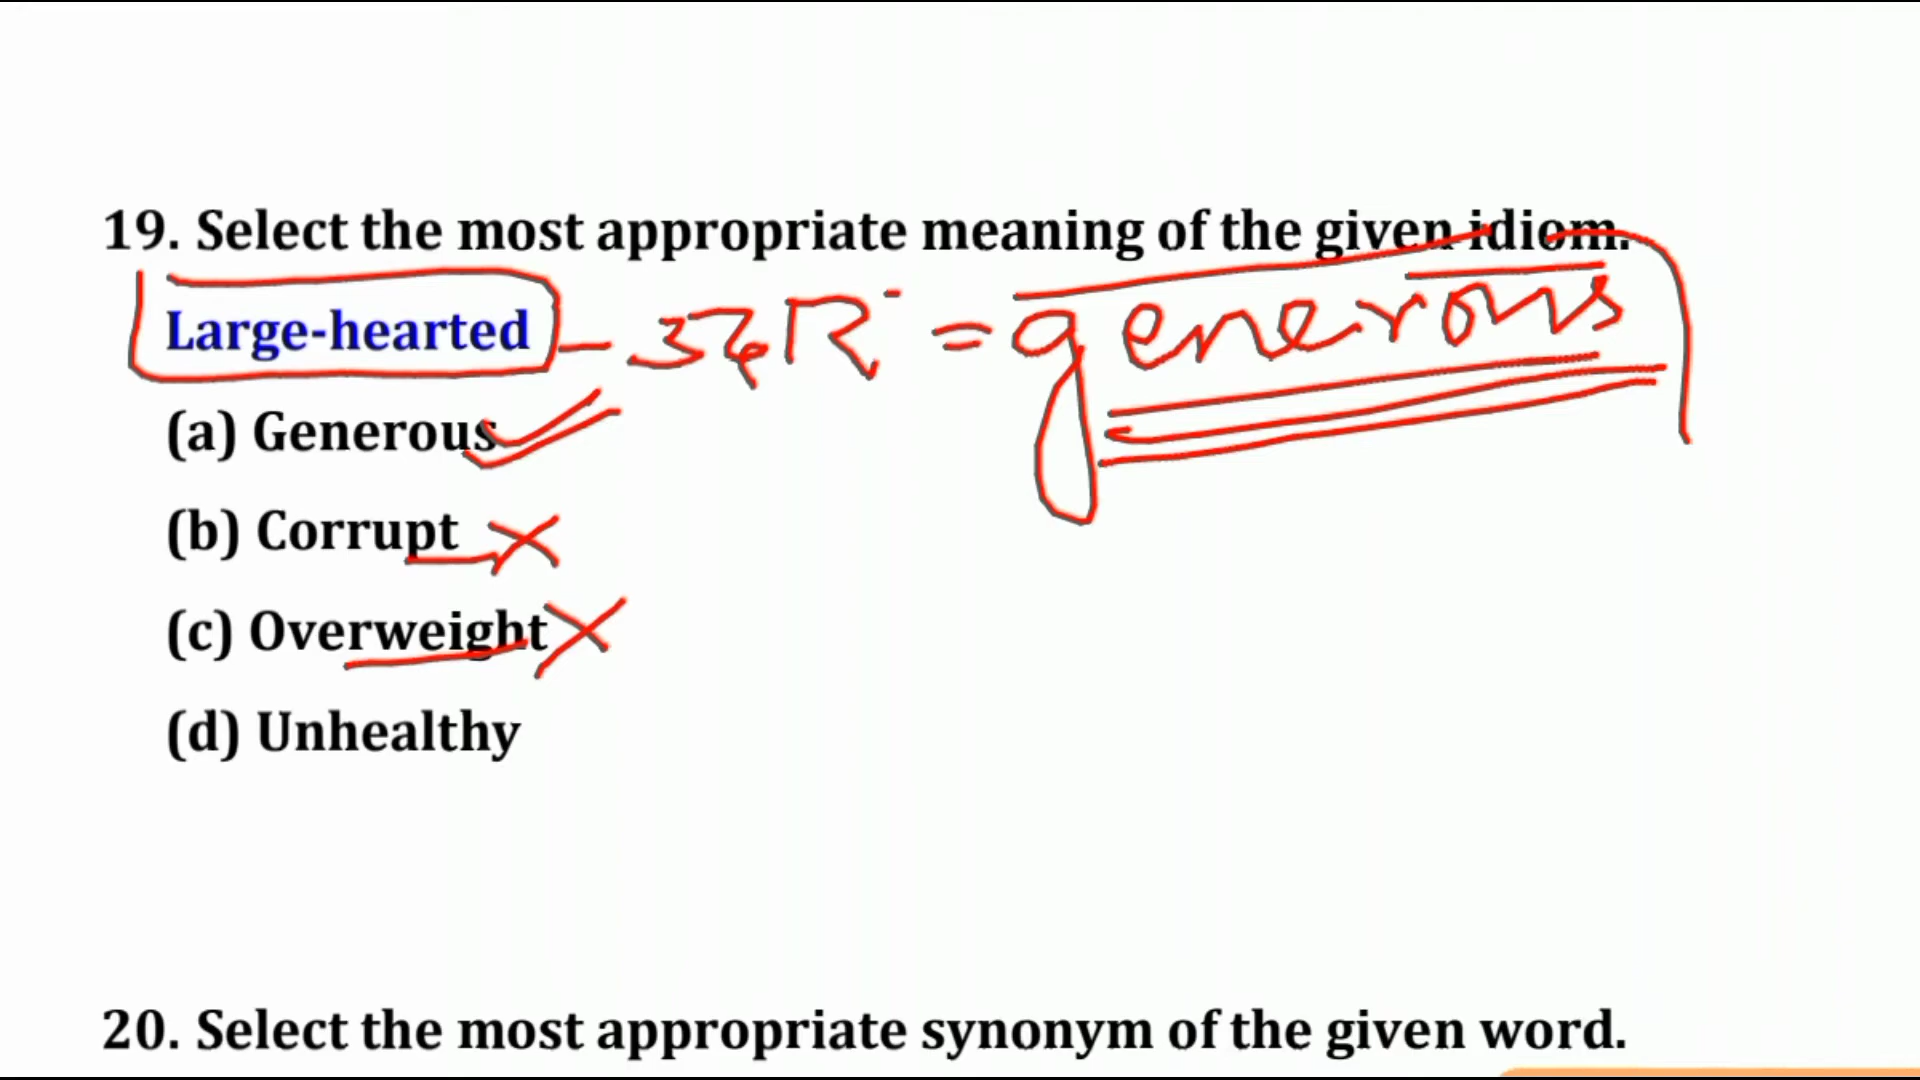 19. Select the most appropriate meaning of the given idiom.
Large-hearted - उदार = generous
(a) Generous
(b) Corrupt
(c) Overweight
(d) Unhealthy
20. Select the most appropriate synonym of the given word.